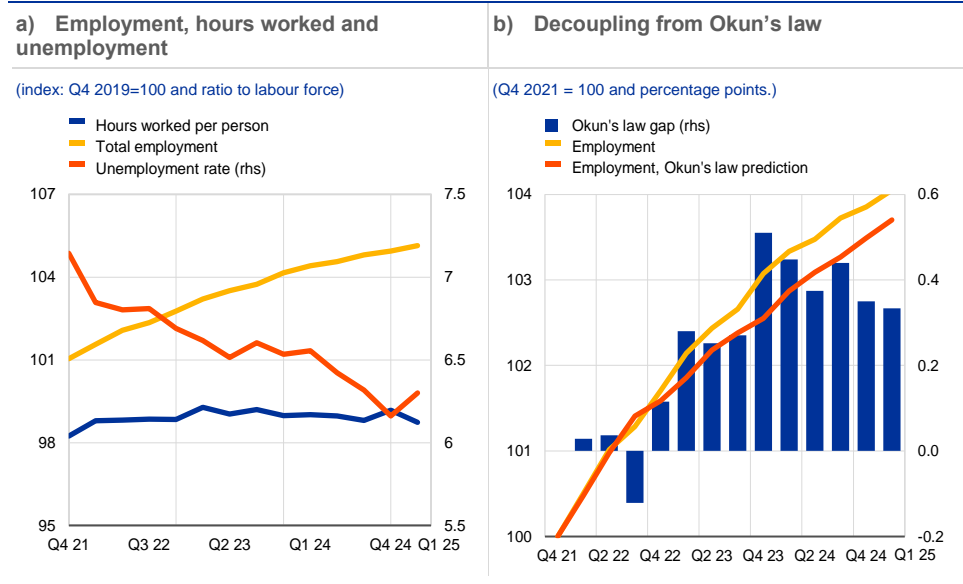 a) Employment, hours worked and
unemployment
(index: Q4 2019=100 and ratio to labour force)
Hours worked per person
Total employment
Unemployment rate (rhs)
107
104
101
98
95
7.5
7
6.5
6
5.5
Q4 21 Q3 22 Q2 23 Q1 24 Q4 24 Q1 25
b) Decoupling from Okun’s law
(Q4 2021 = 100 and percentage points.)
Okun’s law gap (rhs)
Employment
Employment, Okun’s law prediction
104
103
102
101
100
0.6
0.4
0.2
0.0
-0.2
Q4 21 Q2 22 Q4 22 Q2 23 Q4 23 Q2 24 Q4 24 Q1 25